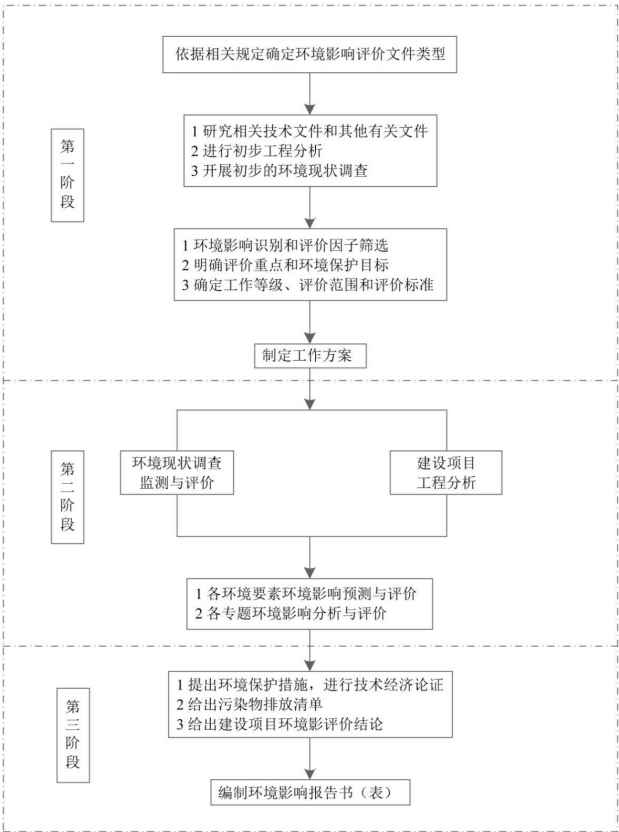 依据相关规定确定环境影响评价文件类型
第一阶段
1 研究相关技术文件和其他有关文件
2 进行初步工程分析
3 开展初步的环境现状调查
1 环境影响识别和评价因子筛选
2 明确评价重点和环境保护目标
3 确定工作等级、评价范围和评价标准
制定工作方案
第二阶段
环境现状调查
监测与评价
建设项目
工程分析
1 各环境要素环境影响预测与评价
2 各专题环境影响分析与评价
第三阶段
1 提出环境保护措施，进行技术经济论证
2 给出污染物排放清单
3 给出建设项目环境影评价结论
编制环境影响报告书（表）